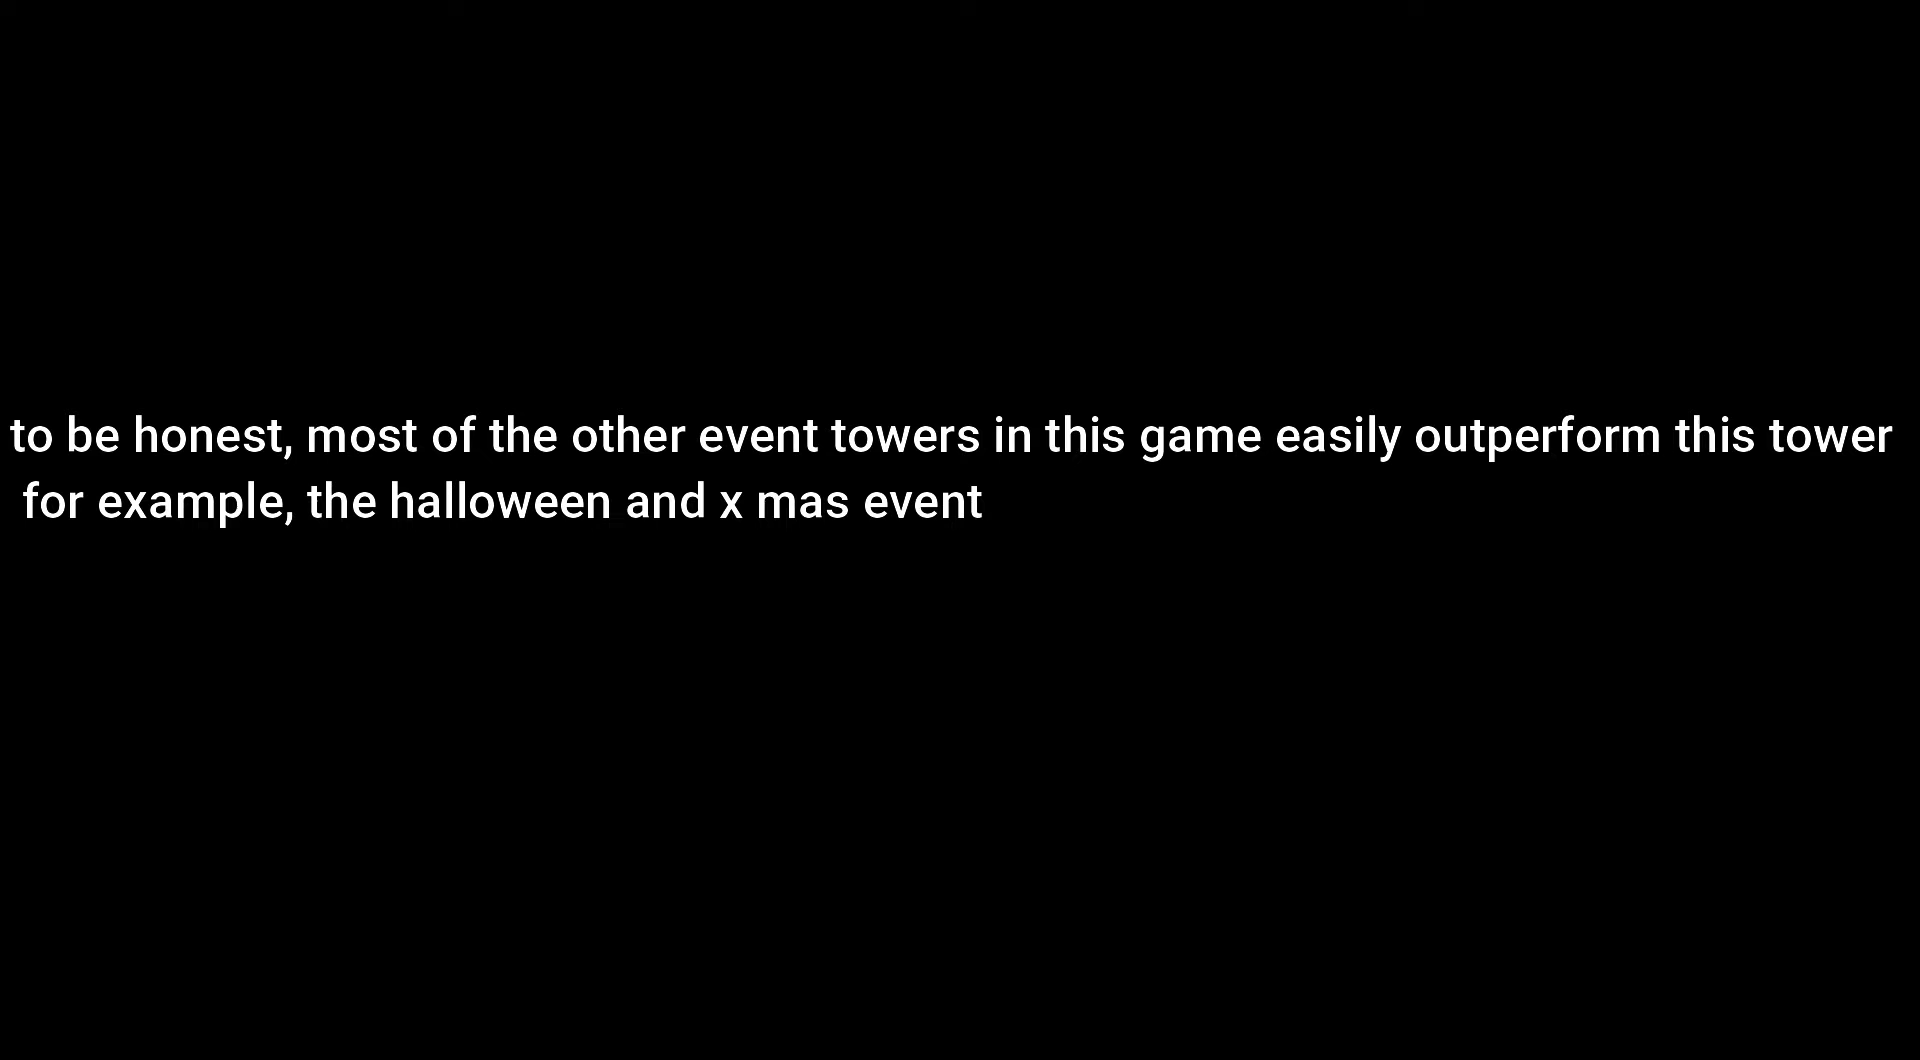 to be honest, most of the other event towers in this game easily outperform this tower
for example, the halloween and x mas event